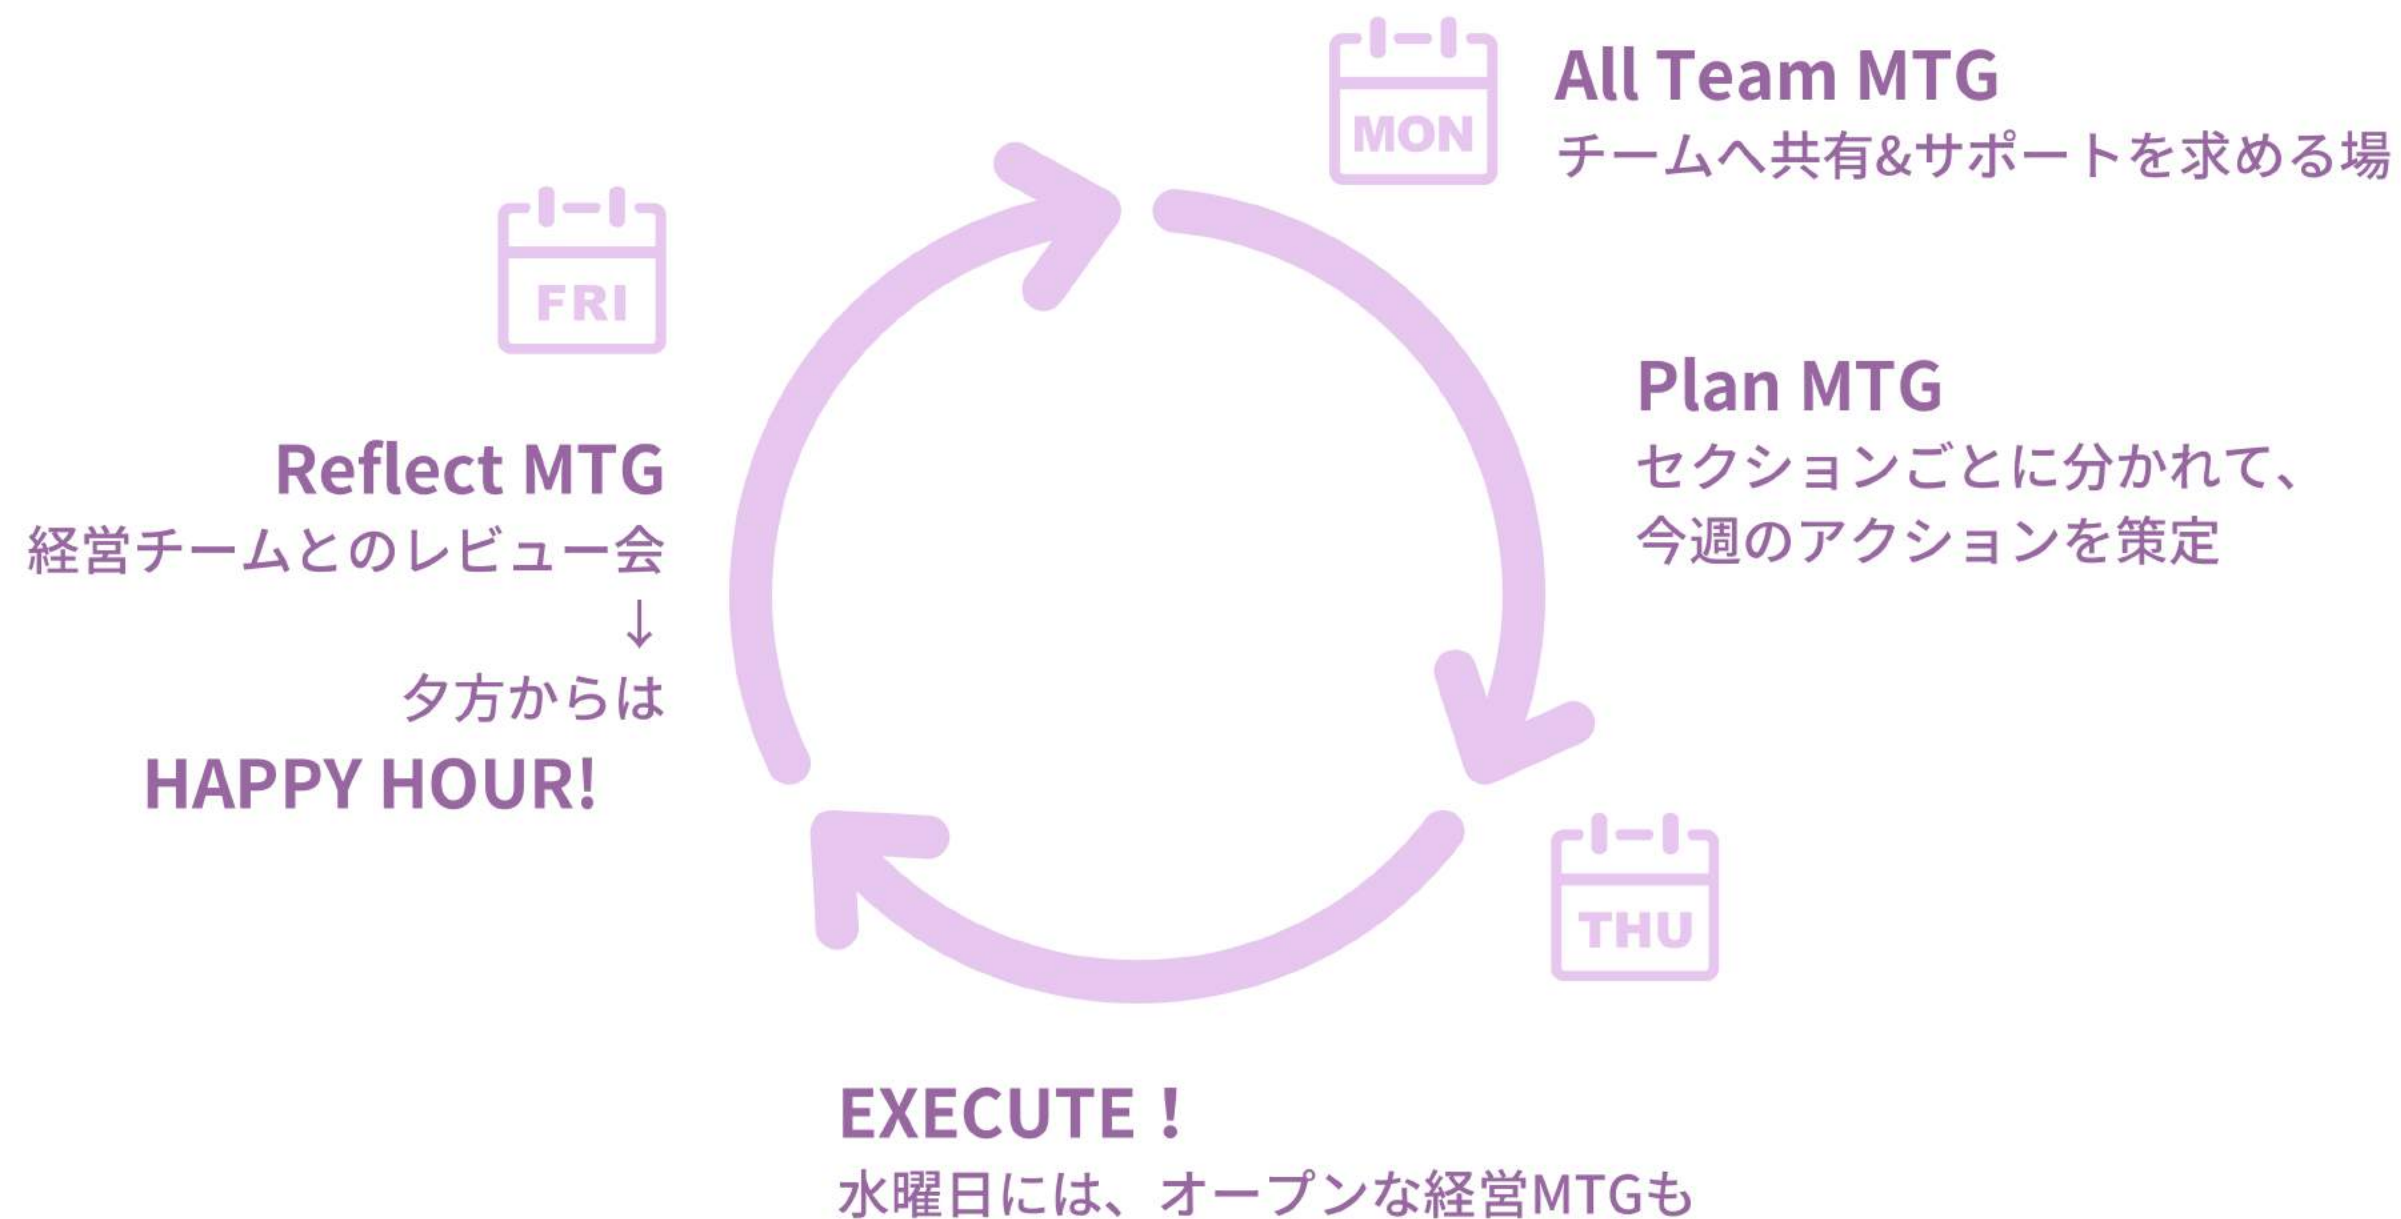 MON
All Team MTG
チームへ共有&サポートを求める場
Plan MTG
セクションごとに分かれて、
今週のアクションを策定
THU
EXECUTE！
水曜日には、オープンな経営MTGも
FRI
Reflect MTG
経営チームとのレビュー会
↓
夕方からは
HAPPY HOUR!